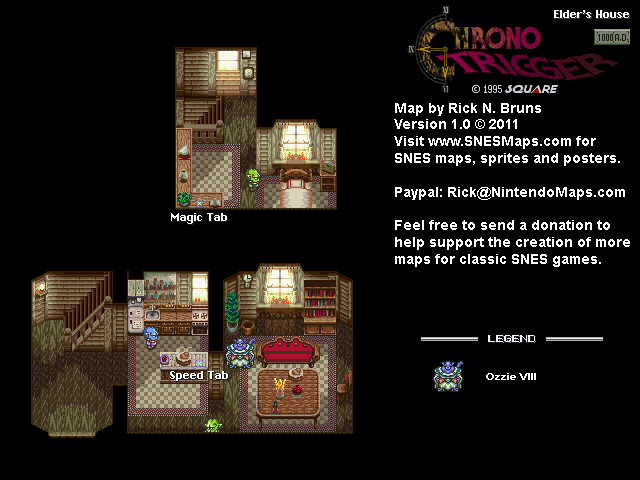 Elder's House
1000 A.D.
CHRONO
TRIGGER
© 1995 SQUARE
Map by Rick N. Bruns
Version 1.0 © 2011
Visit www.SNESMaps.com for
SNES maps, sprites and posters.
Paypal: Rick@NintendoMaps.com
Feel free to send a donation to
help support the creation of more
maps for classic SNES games.
Magic Tab
Speed Tab
LEGEND
Ozzie VIII